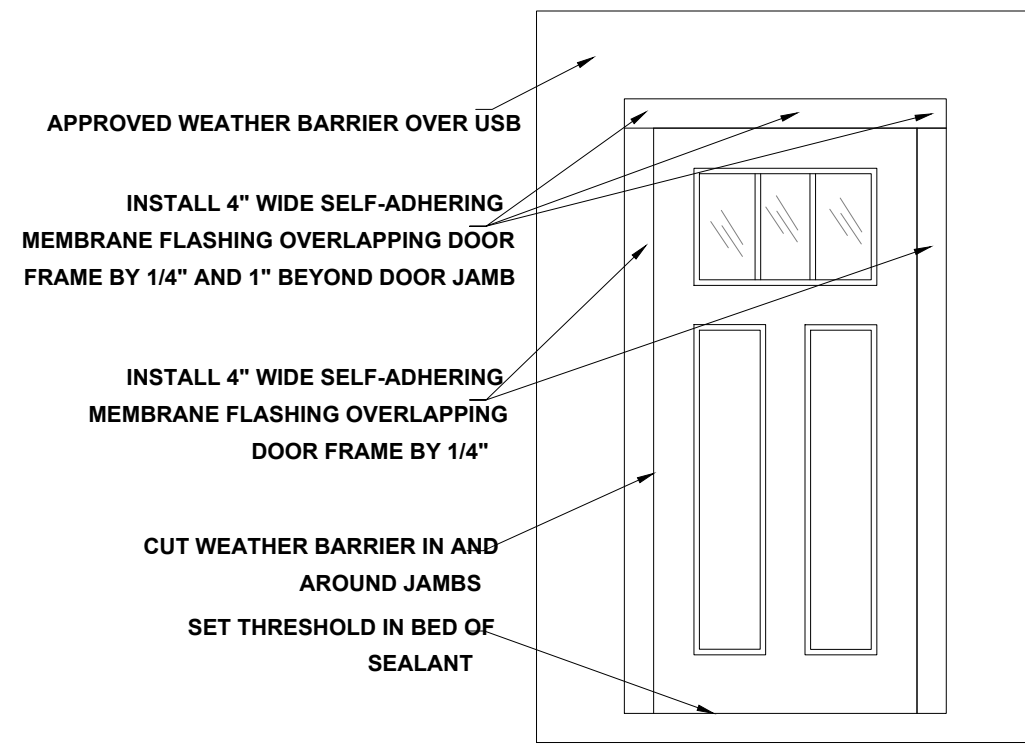 APPROVED WEATHER BARRIER OVER USB
INSTALL 4" WIDE SELF-ADHERING
MEMBRANE FLASHING OVERLAPPING DOOR
FRAME BY 1/4" AND 1" BEYOND DOOR JAMB
INSTALL 4" WIDE SELF-ADHERING
MEMBRANE FLASHING OVERLAPPING
DOOR FRAME BY 1/4"
CUT WEATHER BARRIER IN AND
AROUND JAMBS
SET THRESHOLD IN BED OF
SEALANT